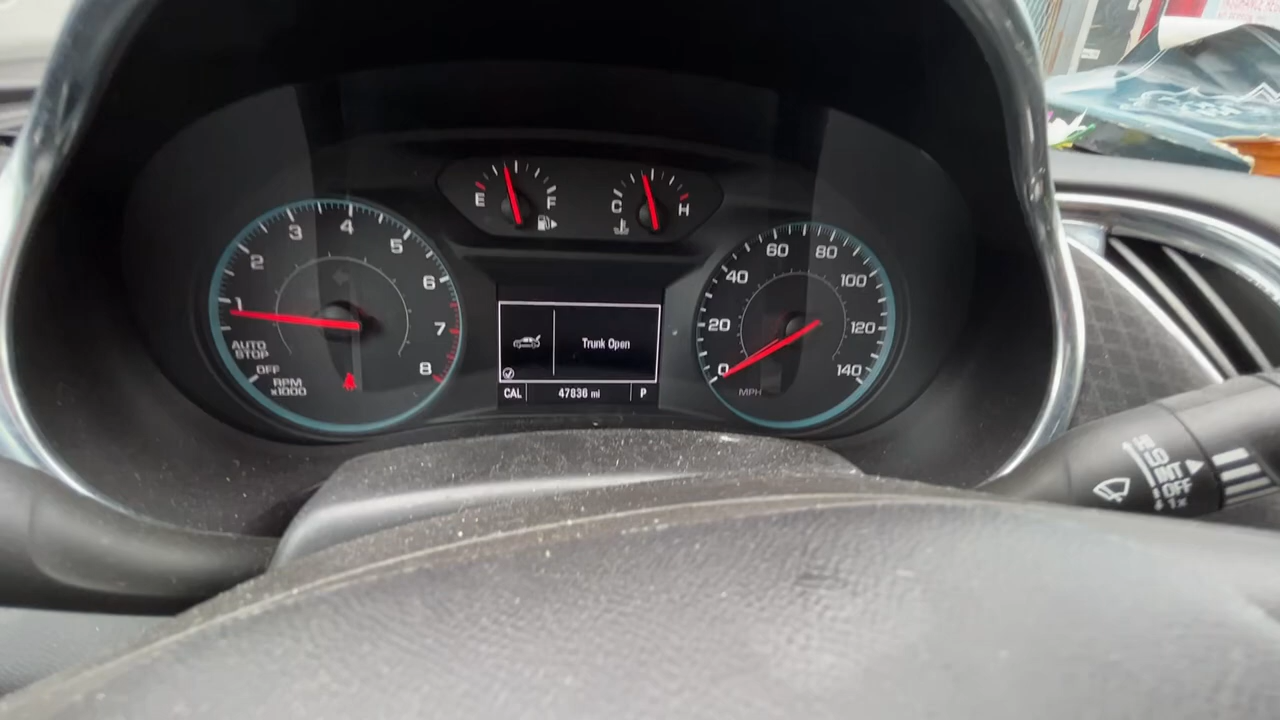 E F
C H
1 2 3 4 5 6 7 8
AUTO
STOP
OFF
RPM
x1000
Trunk Open
CAL 47836 mi P
0 20 40 60 80 100 120 140
MPH
HI
LO
INT
OFF
1x